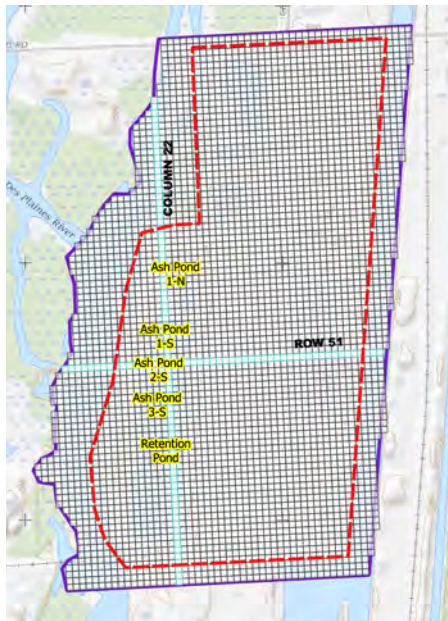 RD
Des Plaines River
COLUMN 22
Ash Pond
1-N
Ash Pond
1-S
ROW 51
Ash Pond
2-S
Ash Pond
3-S
Retention
Pond